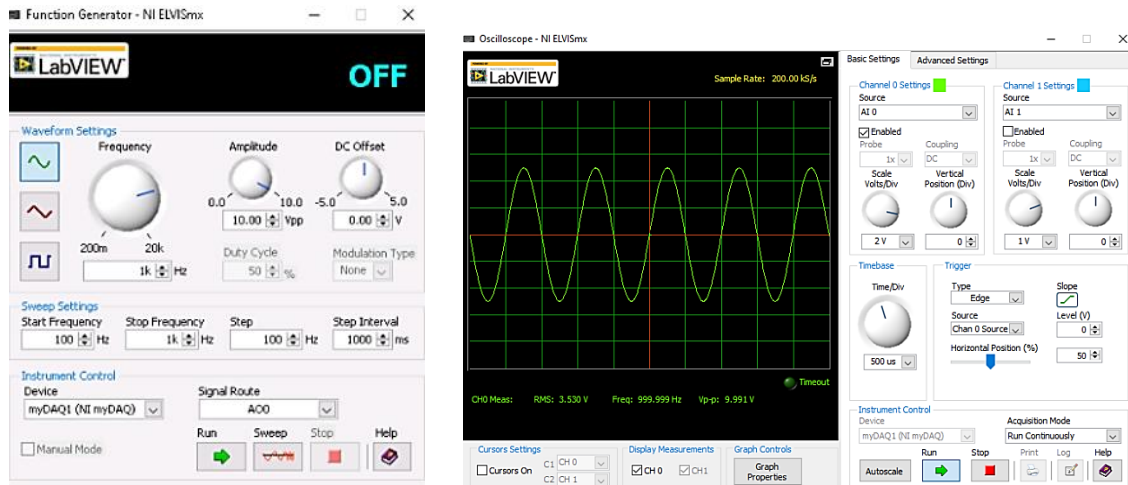 Function Generator - NI ELVISmx
LabVIEW
OFF
Waveform Settings
Frequency
Amplitude
DC Offset
0.0
10.0
-5.0
5.0
10.00
Vpp
0.00
V
200m
20k
1k
Hz
Duty Cycle
50
%
Modulation Type
None
Sweep Settings
Start Frequency
Stop Frequency
Step
Step Interval
100
Hz
1k
Hz
100
Hz
1000
ms
Instrument Control
Device
Signal Route
myDAQ1 (NI myDAQ)
AO0
Manual Mode
Run
Sweep
Stop
Help
Oscilloscope - NI ELVISmx
LabVIEW
Sample Rate: 200.00 kS/s
Timeout
CH0 Meas: RMS: 3.530 V Freq: 999.999 Hz Vp-p: 9.991 V
Cursors Settings
Cursors On
C1
CH 0
C2
CH 1
Display Measurements
CH 0
CH1
Graph Controls
Graph
Properties
Basic Settings
Advanced Settings
Channel 0 Settings
Source
AI 0
Enabled
Probe
Coupling
1x
DC
Scale
Volts/Div
Vertical
Position (Div)
2 V
0
Channel 1 Settings
Source
AI 1
Enabled
Probe
Coupling
1x
DC
Scale
Volts/Div
Vertical
Position (Div)
1 V
0
Timebase
Time/Div
500 us
Trigger
Type
Edge
Slope
Source
Chan 0 Source
Level (V)
0
Horizontal Position (%)
50
Instrument Control
Device
myDAQ1 (NI myDAQ)
Acquisition Mode
Run Continuously
Run
Stop
Print
Log
Help
Autoscale